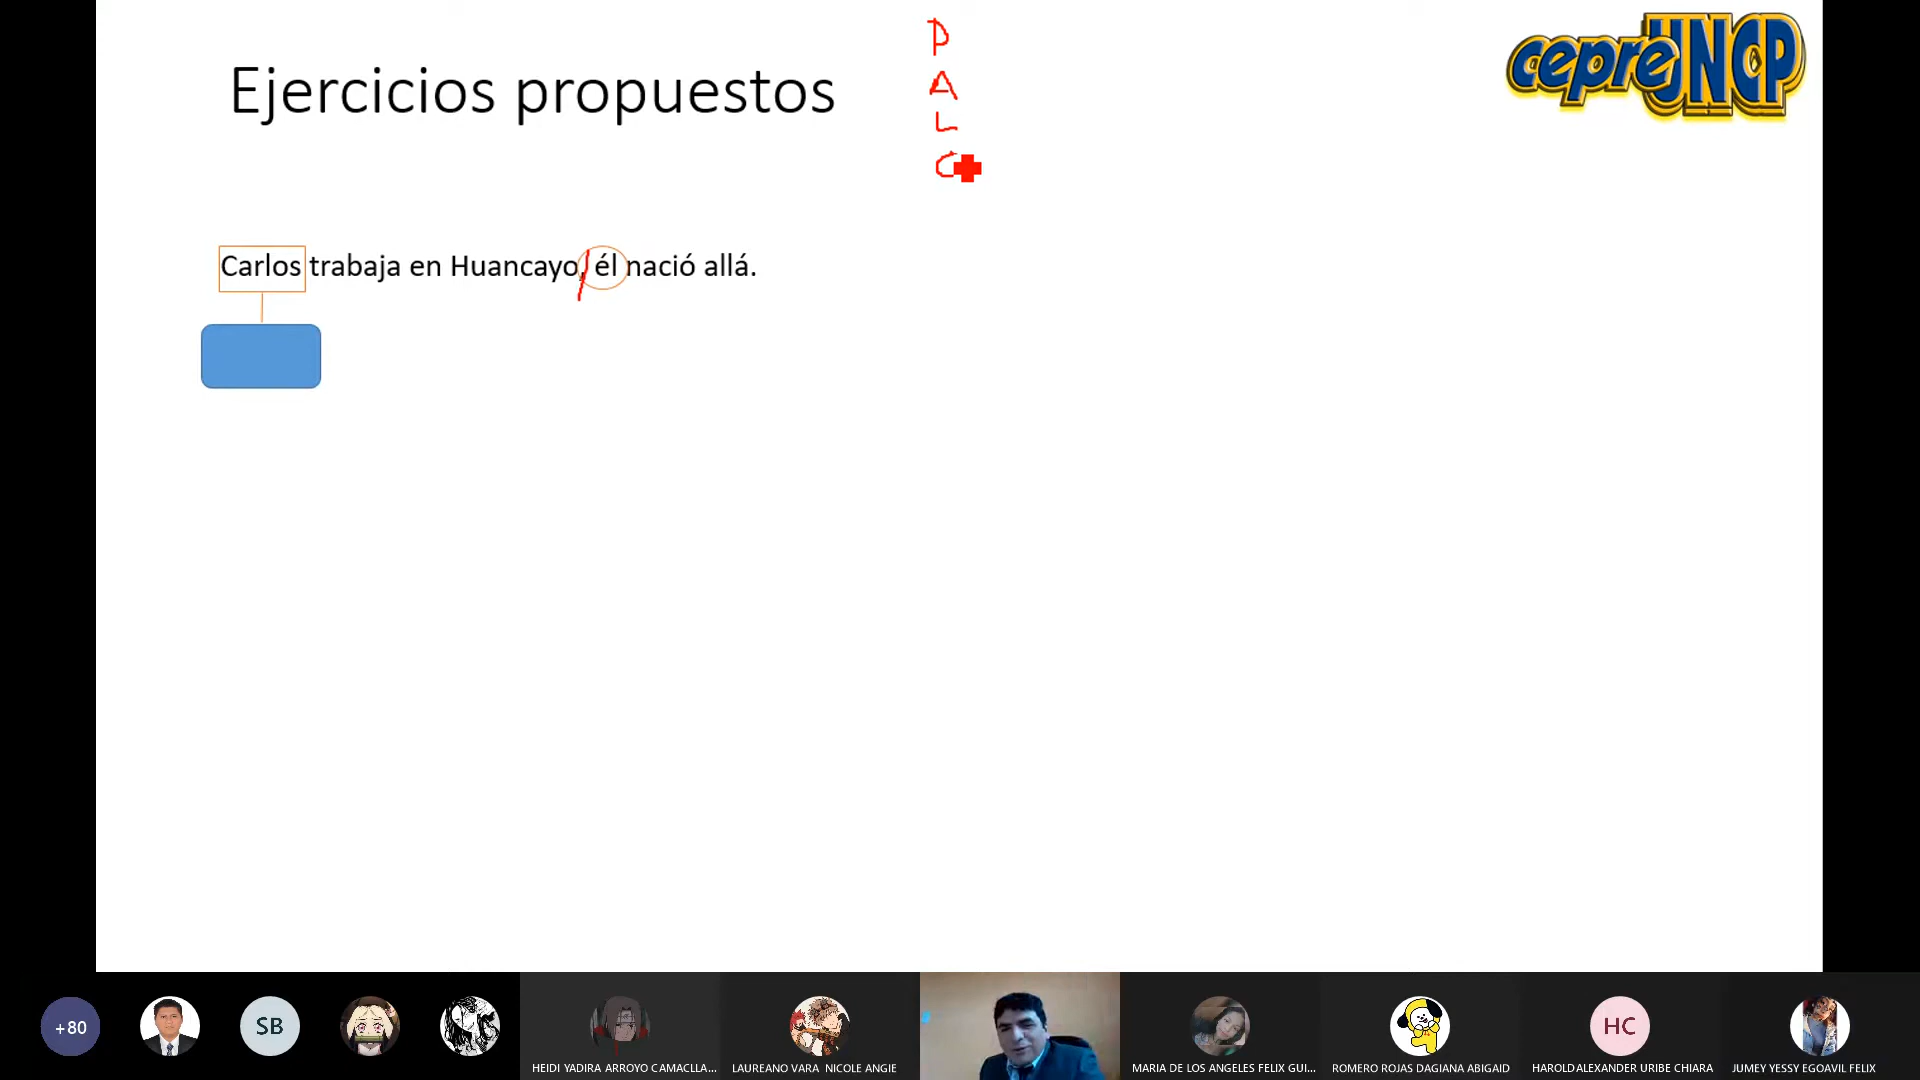 P
A
L
C
Ejercicios propuestos
cepreUNCP
Carlos trabaja en Huancayo, él nació allá.
+80
SB
HEIDI YADIRA ARROYO CAMACLLA...
LAUREANO VARA NICOLE ANGIE
MARIA DE LOS ANGELES FELIX GUI...
ROMERO ROJAS DAGIANA ABIGAID
HC
HAROLD ALEXANDER URIBE CHIARA
JUMEY YESSY EGOAVIL FELIX